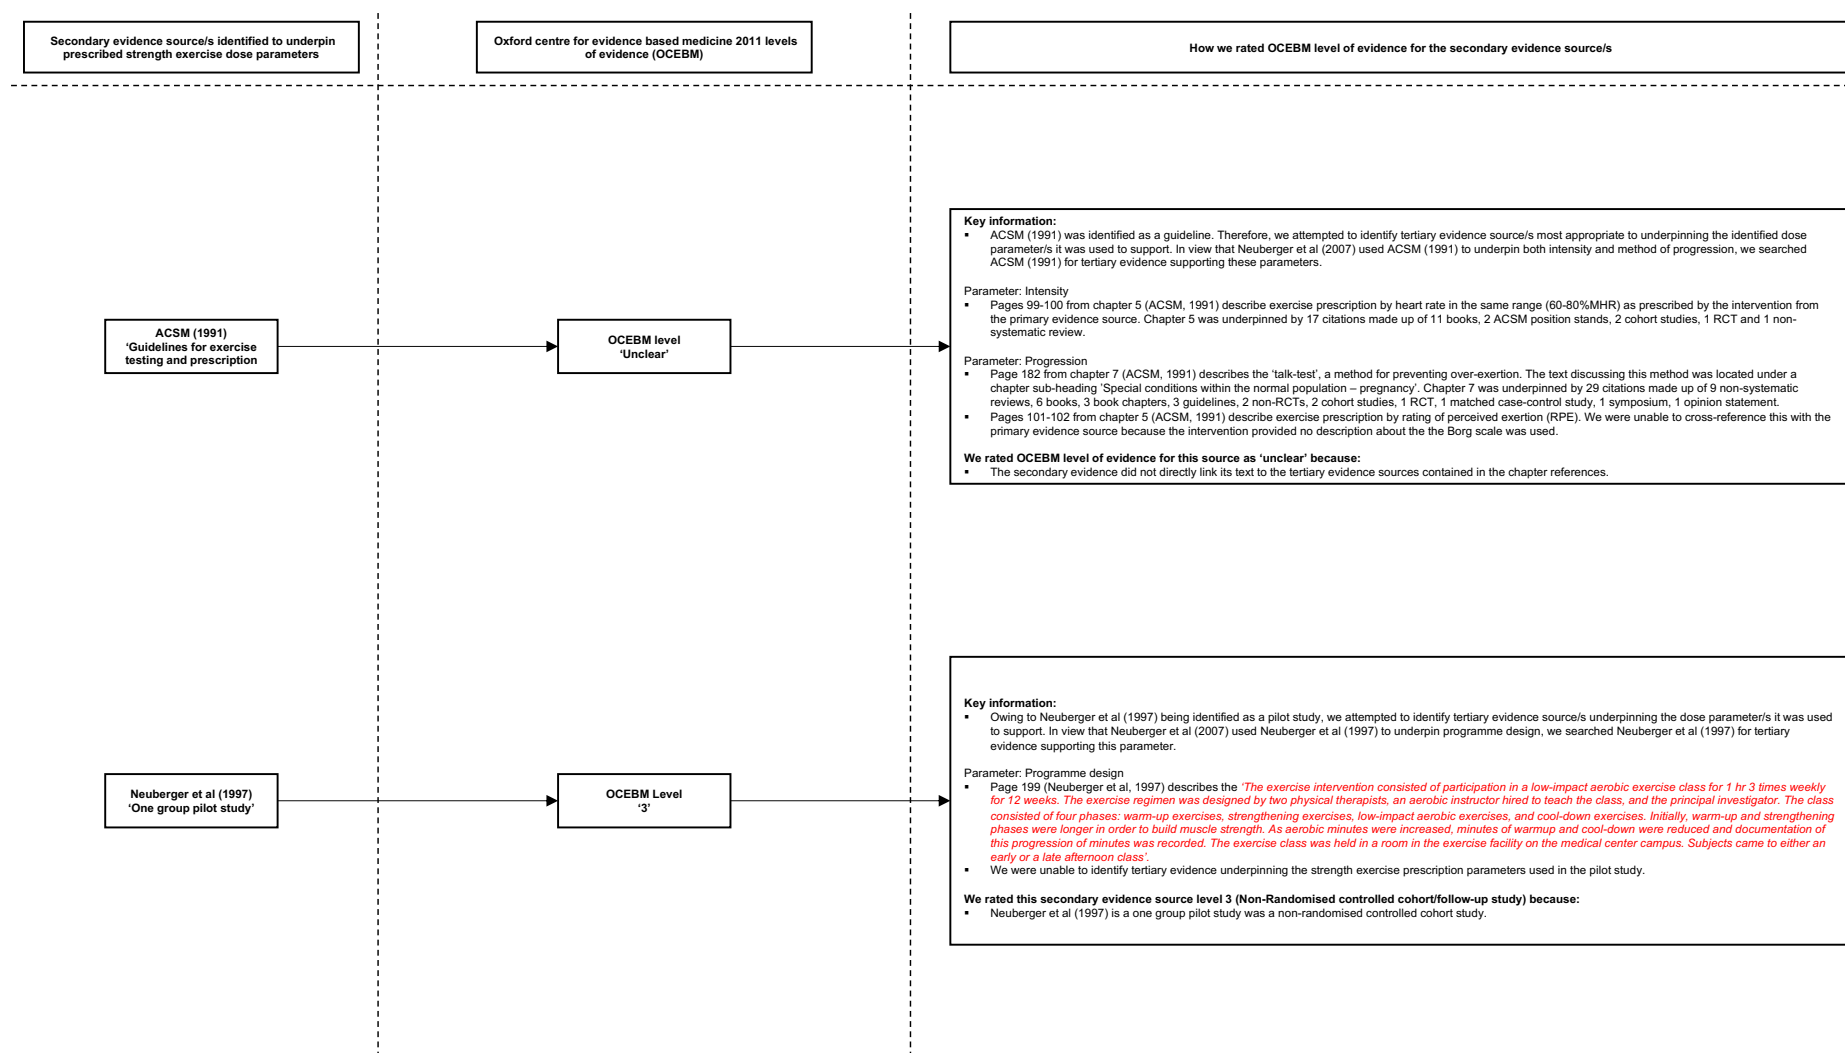 Secondary evidence source/s identified to underpin
prescribed strength exercise dose parameters
Oxford centre for evidence based medicine 2011 levels
of evidence (OCEBM)
How we rated OCEBM level of evidence for the secondary evidence source/s
ACSM (1991)
‘Guidelines for exercise
testing and prescription
OCEBM level
‘Unclear’
Key information:
▪ ACSM (1991) was identified as a guideline. Therefore, we attempted to identify tertiary evidence source/s most appropriate to underpinning the identified dose
parameter/s it was used to support. In view that Neuberger et al (2007) used ACSM (1991) to underpin both intensity and method of progression, we searched
ACSM (1991) for tertiary evidence supporting these parameters.
Parameter: Intensity
▪ Pages 99-100 from chapter 5 (ACSM, 1991) describe exercise prescription by heart rate in the same range (60-80%MHR) as prescribed by the intervention from
the primary evidence source. Chapter 5 was underpinned by 17 citations made up of 11 books, 2 ACSM position stands, 2 cohort studies, 1 RCT and 1 non-
systematic review.
Parameter: Progression
▪ Page 182 from chapter 7 (ACSM, 1991) describes the ‘talk-test’, a method for preventing over-exertion. The text discussing this method was located under a
chapter sub-heading ’Special conditions within the normal population – pregnancy’. Chapter 7 was underpinned by 29 citations made up of 9 non-systematic
reviews, 6 books, 3 book chapters, 3 guidelines, 2 non-RCTs, 2 cohort studies, 1 RCT, 1 matched case-control study, 1 symposium, 1 opinion statement.
▪ Pages 101-102 from chapter 5 (ACSM, 1991) describe exercise prescription by rating of perceived exertion (RPE). We were unable to cross-reference this with the
primary evidence source because the intervention provided no description about the the Borg scale was used.
We rated OCEBM level of evidence for this source as ‘unclear’ because:
▪ The secondary evidence did not directly link its text to the tertiary evidence sources contained in the chapter references.
Neuberger et al (1997)
‘One group pilot study’
OCEBM Level
‘3’
Key information:
▪ Owing to Neuberger et al (1997) being identified as a pilot study, we attempted to identify tertiary evidence source/s underpinning the dose parameter/s it was used
to support. In view that Neuberger et al (2007) used Neuberger et al (1997) to underpin programme design, we searched Neuberger et al (1997) for tertiary
evidence supporting this parameter.
Parameter: Programme design
▪ Page 199 (Neuberger et al, 1997) describes the ‘The exercise intervention consisted of participation in a low-impact aerobic exercise class for 1 hr 3 times weekly
for 12 weeks. The exercise regimen was designed by two physical therapists, an aerobic instructor hired to teach the class, and the principal investigator. The class
consisted of four phases: warm-up exercises, strengthening exercises, low-impact aerobic exercises, and cool-down exercises. Initially, warm-up and strengthening
phases were longer in order to build muscle strength. As aerobic minutes were increased, minutes of warmup and cool-down were reduced and documentation of
this progression of minutes was recorded. The exercise class was held in a room in the exercise facility on the medical center campus. Subjects came to either an
early or a late afternoon class’.
▪ We were unable to identify tertiary evidence underpinning the strength exercise prescription parameters used in the pilot study.
We rated this secondary evidence source level 3 (Non-Randomised controlled cohort/follow-up study) because:
▪ Neuberger et al (1997) is a one group pilot study was a non-randomised controlled cohort study.